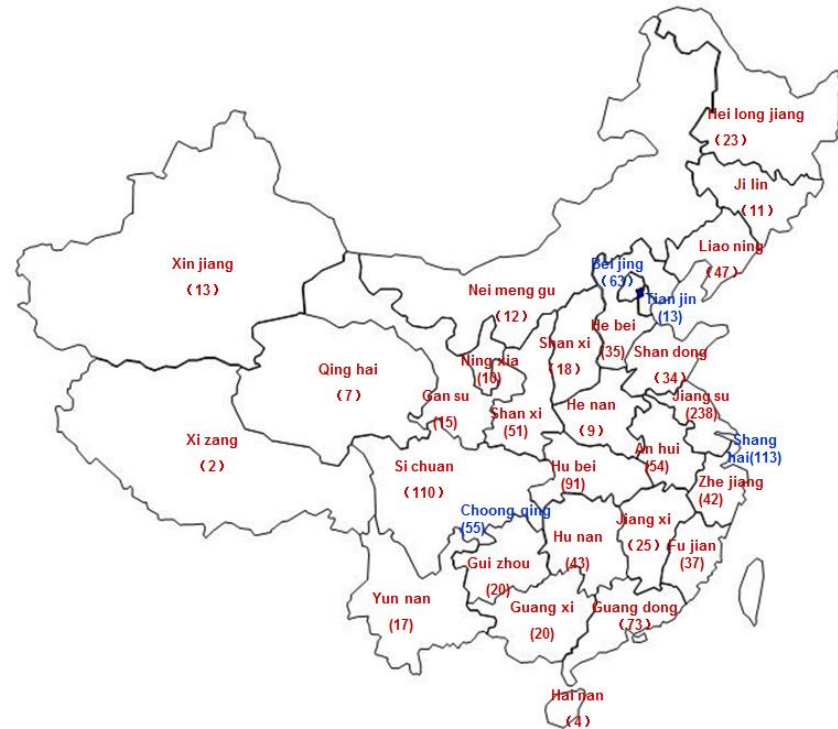 Hei long jiang
(23)
Ji lin
(11)
Liao ning
(47)
Bei jing
(63)
Tian jin
(13)
Xin jiang
(13)
Nei meng gu
(12)
He bei
(35)
Shan xi
(18)
Shan dong
(34)
Ning xia
(10)
Qing hai
(7)
Gan su
(15)
Shan xi
(51)
He nan
(9)
Jiang su
(238)
Xi zang
(2)
An hui
(54)
Shang
hai(113)
Si chuan
(110)
Hu bei
(91)
Zhe jiang
(42)
Choong qing
(55)
Hu nan
(43)
Jiang xi
(25)
Fu jian
(37)
Gui zhou
(20)
Yun nan
(17)
Guang xi
(20)
Guang dong
(73)
Hai nan
(4)